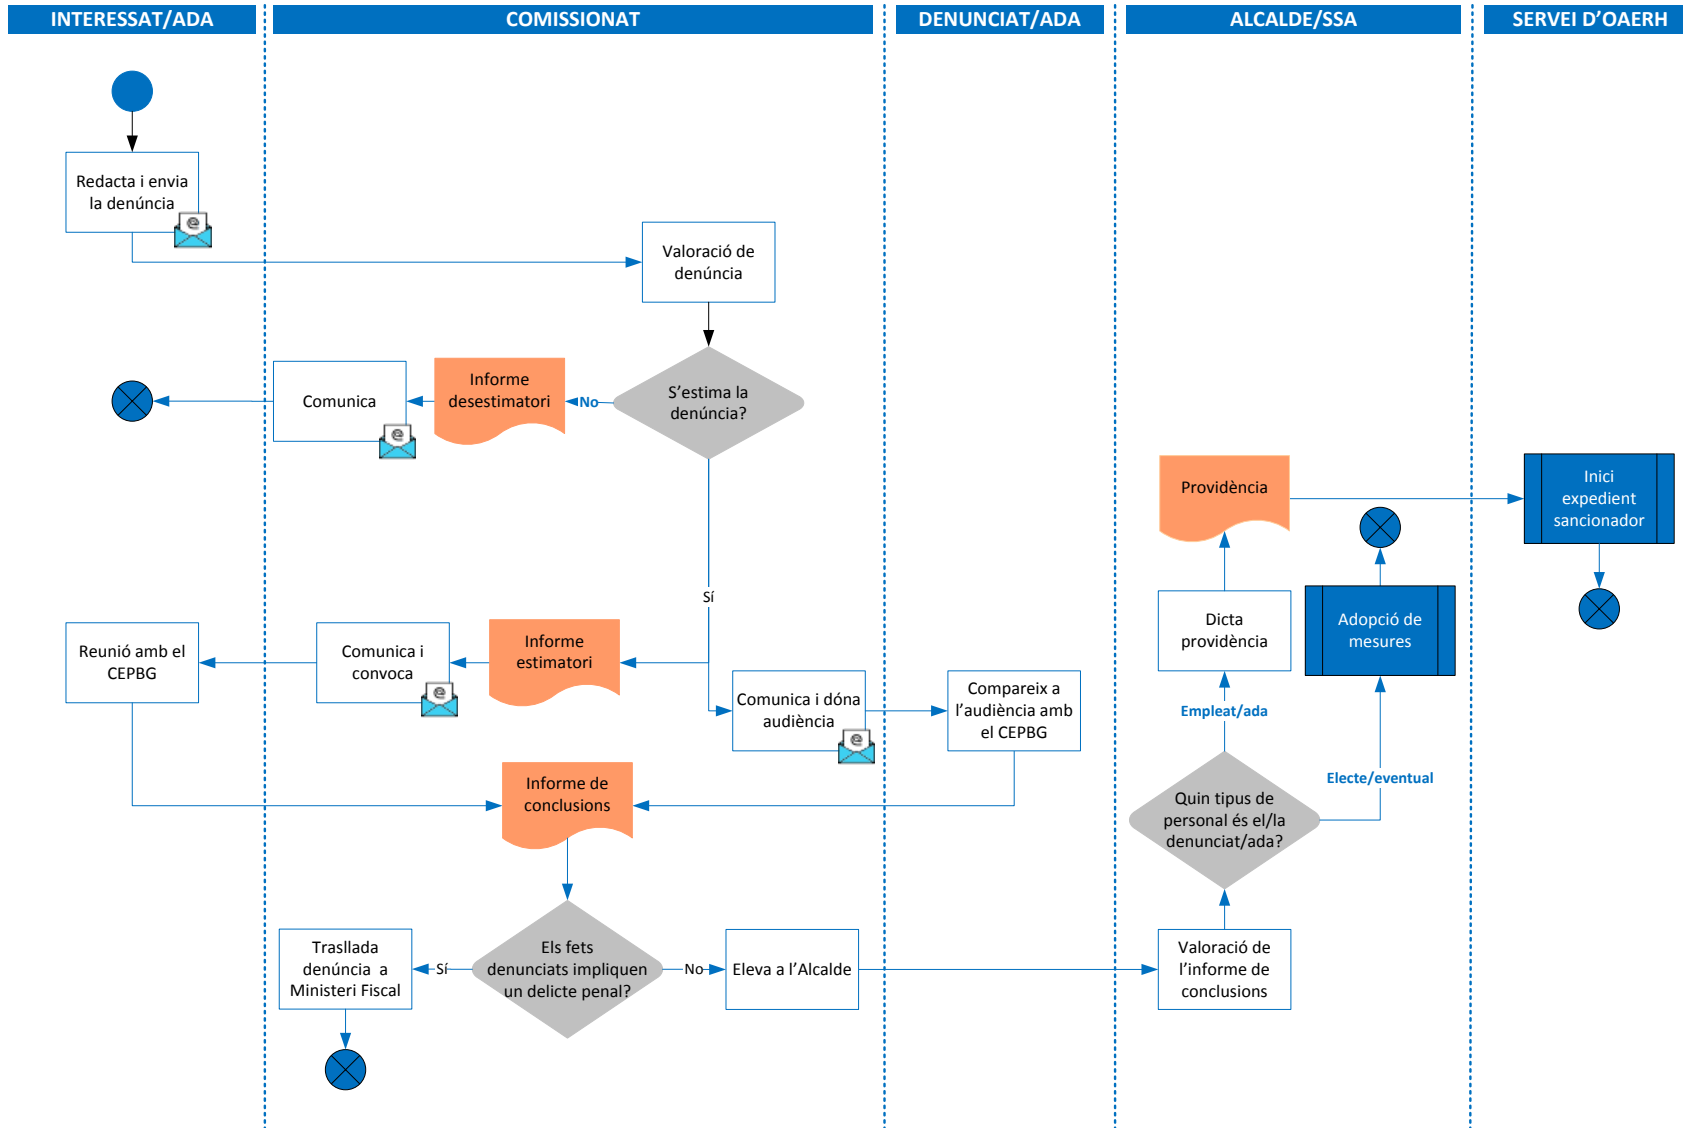 INTERESSAT/ADA
COMISSIONAT
DENUNCIAT/ADA
ALCALDE/SSA
SERVEI D'OAERH
Redacta i envia
la denúncia
@
Valoració de
denúncia
S'estima la
denúncia?
No
Informe
desestimatori
Comunica
@
Sí
Informe
estimatori
Comunica i
convoca
@
Reunió amb el
CEPBG
Comunica i dóna
audiència
@
Compareix a
l'audiència amb
el CEPBG
Informe de
conclusions
Els fets
denunciats impliquen
un delicte penal?
Sí
Trasllada
denúncia a
Ministeri Fiscal
No
Eleva a l'Alcalde
Valoració de
l'informe de
conclusions
Quin tipus de
personal és el/la
denunciat/ada?
Empleat/ada
Electe/eventual
Dicta
providència
Adopció de
mesures
Providència
Inici
expedient
sancionador